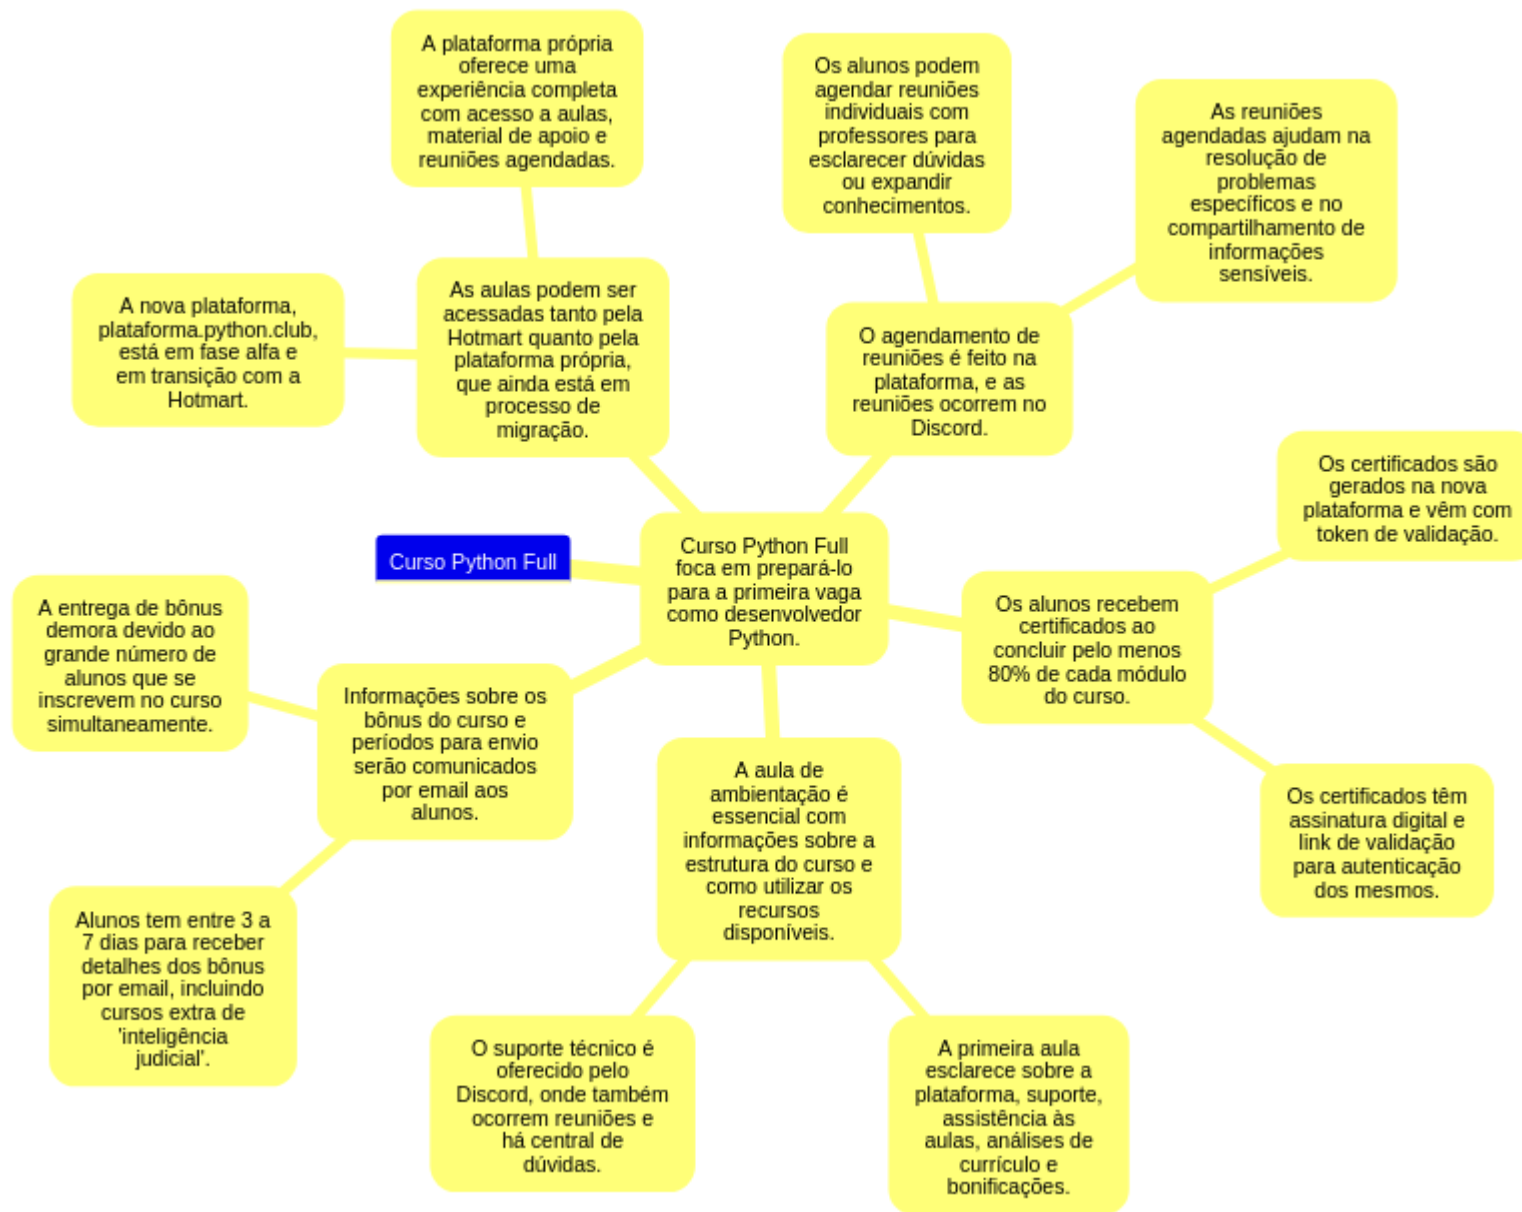 A plataforma própria
oferece uma
experiência completa
com acesso a aulas,
material de apoio e
reuniões agendadas.
Os alunos podem
agendar reuniões
individuais com
professores para
esclarecer dúvidas
ou expandir
conhecimentos.
As reuniões
agendadas ajudam na
resolução de
problemas
específicos e no
compartilhamento de
informações
sensíveis.
A nova plataforma,
plataforma.python.club,
está em fase alfa e
em transição com a
Hotmart.
As aulas podem ser
acessadas tanto pela
Hotmart quanto pela
plataforma própria,
que ainda está em
processo de
migração.
O agendamento de
reuniões é feito na
plataforma, e as
reuniões ocorrem no
Discord.
Os certificados são
gerados na nova
plataforma e vêm com
token de validação.
Curso Python Full
Curso Python Full
foca em prepará-lo
para a primeira vaga
como desenvolvedor
Python.
Os alunos recebem
certificados ao
concluir pelo menos
80% de cada módulo
do curso.
A entrega de bônus
demora devido ao
grande número de
alunos que se
inscrevem no curso
simultaneamente.
Informações sobre os
bônus do curso e
períodos para envio
serão comunicados
por email aos
alunos.
A aula de
ambientação é
essencial com
informações sobre a
estrutura do curso e
como utilizar os
recursos
disponíveis.
Os certificados têm
assinatura digital e
link de validação
para autenticação
dos mesmos.
Alunos tem entre 3 a
7 dias para receber
detalhes dos bônus
por email, incluindo
cursos extra de
'inteligência
judicial'.
O suporte técnico é
oferecido pelo
Discord, onde também
ocorrem reuniões e
há central de
dúvidas.
A primeira aula
esclarece sobre a
plataforma, suporte,
assistência às
aulas, análises de
currículo e
bonificações.